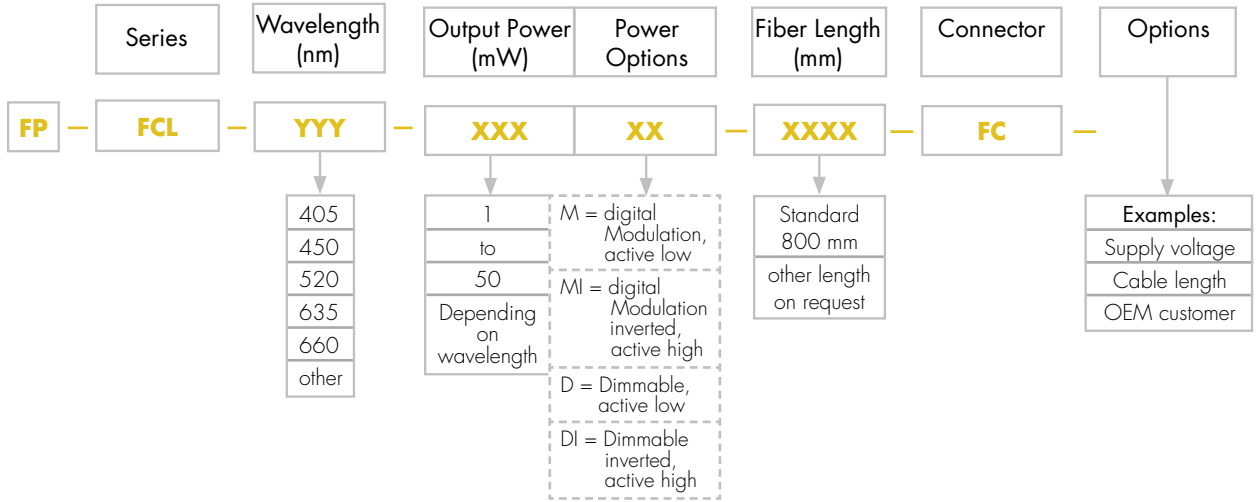 Series
Wavelength
(nm)
Output Power
(mW)
Power
Options
Fiber Length
(mm)
Connector
Options
FP — FCL — YYY — XXX XX — XXXX — FC —
405
450
520
635
660
other
1
to
50
Depending
on
wavelength
M = digital
Modulation,
active low
MI = digital
Modulation
inverted,
active high
D = Dimmable,
active low
DI = Dimmable
inverted,
active high
Standard
800 mm
other length
on request
Examples:
Supply voltage
Cable length
OEM customer